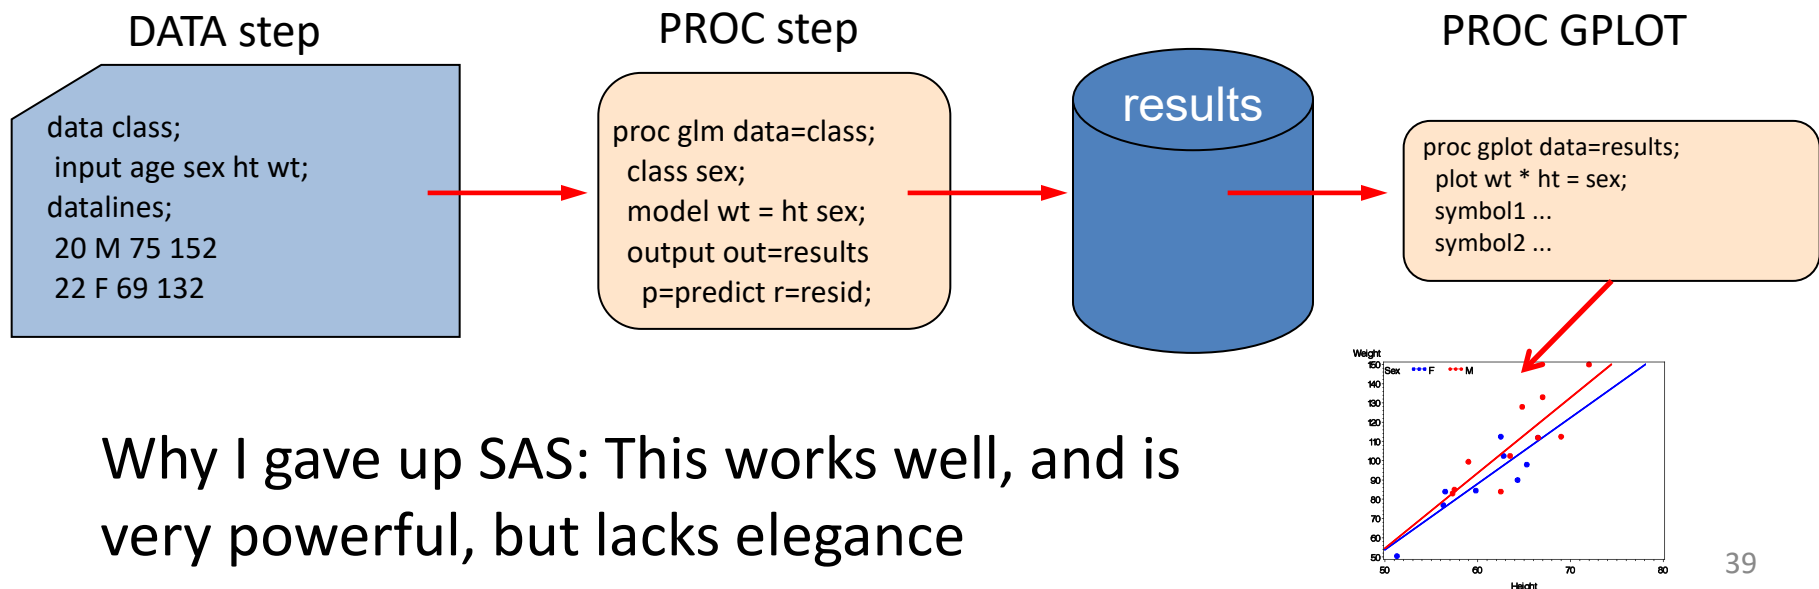 DATA step
data class;
input age sex ht wt;
datalines;
20 M 75 152
22 F 69 132
PROC step
proc glm data=class;
class sex;
model wt = ht sex;
output out=results
p=predict r=resid;
results
PROC GPLOT
proc gplot data=results;
plot wt * ht = sex;
symbol1 ...
symbol2 ...
Weight
Sex F M
150
140
130
120
110
100
90
80
70
60
50
50 60 70 80
Height
Why I gave up SAS: This works well, and is
very powerful, but lacks elegance
39